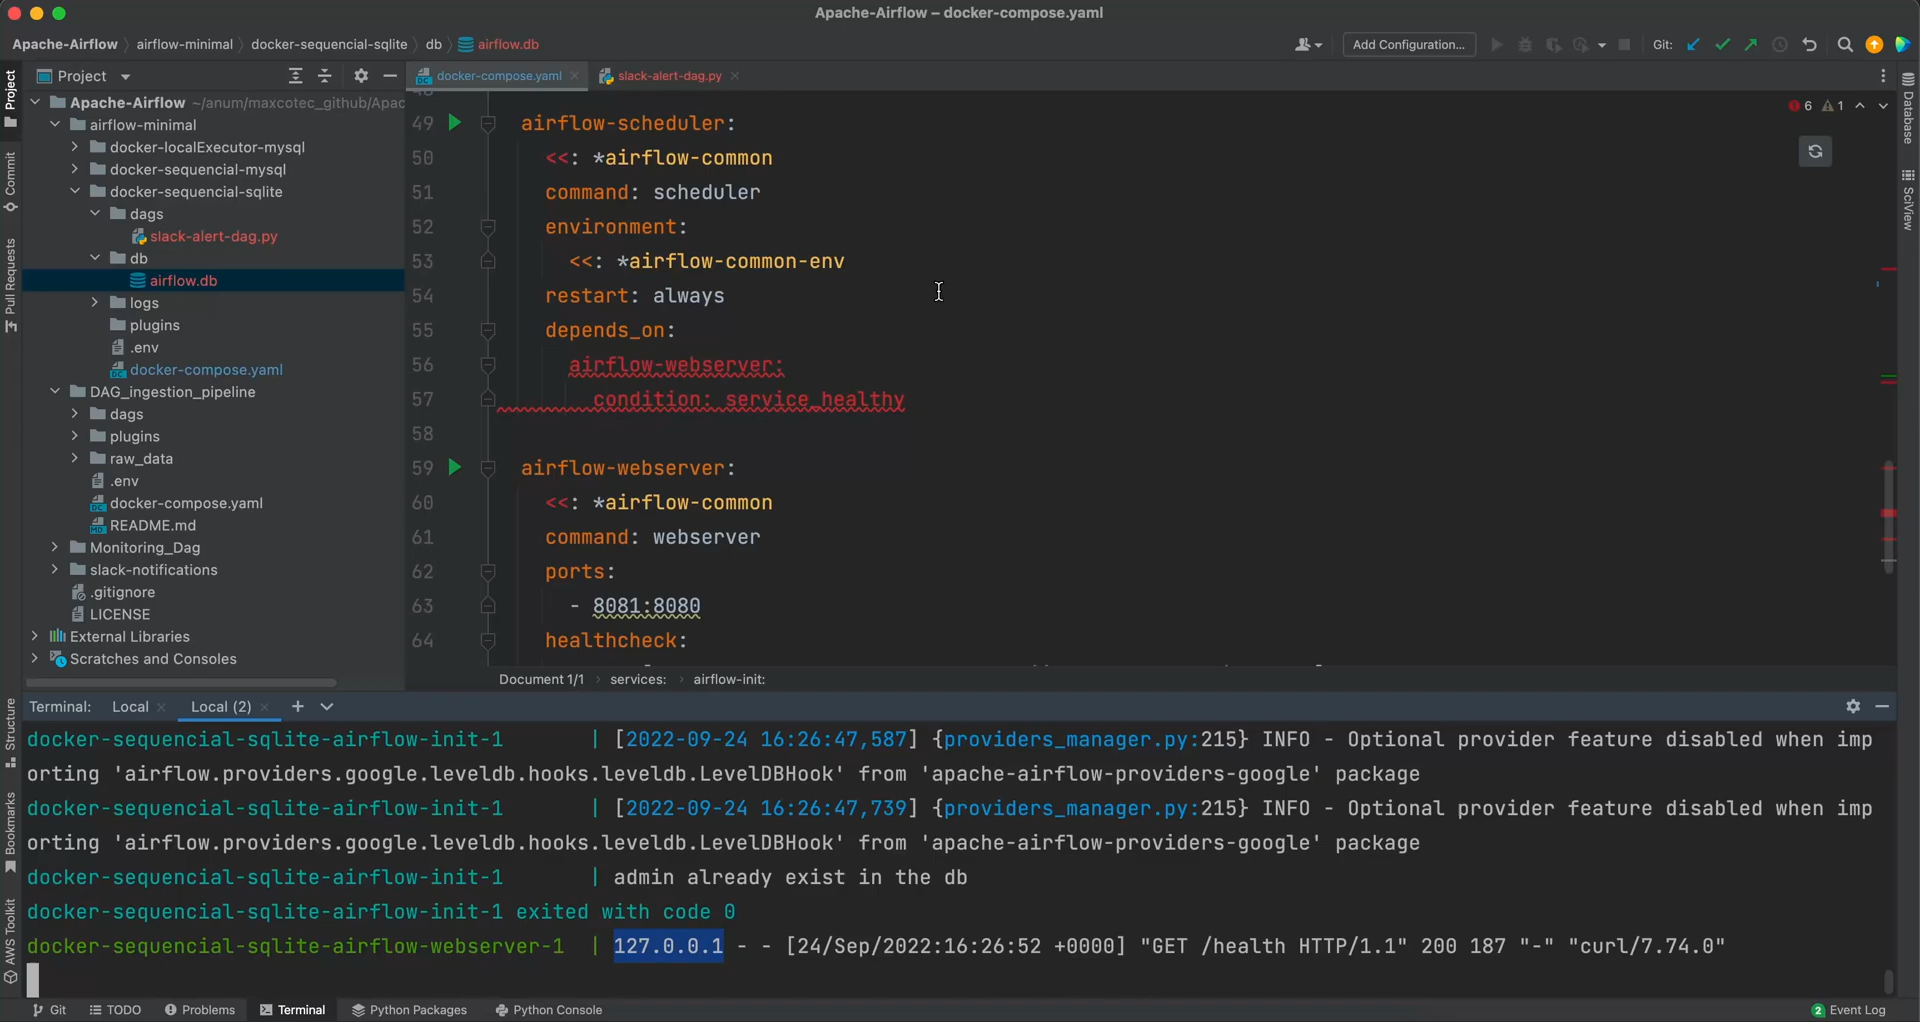 Apache-Airflow – docker-compose.yaml
Apache-Airflow airflow-minimal docker-sequencial-sqlite db airflow.db
Add Configuration...
Git:
Project
Project
docker-compose.yaml
slack-alert-dag.py
Apache-Airflow ~/anum/maxcotec_github/Apac
airflow-minimal
docker-localExecutor-mysql
docker-sequencial-mysql
docker-sequencial-sqlite
dags
slack-alert-dag.py
db
airflow.db
logs
plugins
.env
docker-compose.yaml
DAG_ingestion_pipeline
dags
plugins
raw_data
.env
docker-compose.yaml
README.md
Monitoring_Dag
slack-notifications
.gitignore
LICENSE
External Libraries
Scratches and Consoles
Commit
Pull Requests
Structure
Bookmarks
AWS Toolkit
6 1
Database
SciView
49 airflow-scheduler:
50 <<: *airflow-common
51 command: scheduler
52 environment:
53 <<: *airflow-common-env
54 restart: always
55 depends_on:
56 airflow-webserver:
57 condition: service_healthy
58
59 airflow-webserver:
60 <<: *airflow-common
61 command: webserver
62 ports:
63 - 8081:8080
64 healthcheck:
Document 1/1 services: airflow-init:
Terminal: Local Local (2)
docker-sequencial-sqlite-airflow-init-1 | [2022-09-24 16:26:47,587] {providers_manager.py:215} INFO - Optional provider feature disabled when imp
orting 'airflow.providers.google.leveldb.hooks.leveldb.LevelDBHook' from 'apache-airflow-providers-google' package
docker-sequencial-sqlite-airflow-init-1 | [2022-09-24 16:26:47,739] {providers_manager.py:215} INFO - Optional provider feature disabled when imp
orting 'airflow.providers.google.leveldb.hooks.leveldb.LevelDBHook' from 'apache-airflow-providers-google' package
docker-sequencial-sqlite-airflow-init-1 | admin already exist in the db
docker-sequencial-sqlite-airflow-init-1 exited with code 0
docker-sequencial-sqlite-airflow-webserver-1 | 127.0.0.1 - - [24/Sep/2022:16:26:52 +0000] "GET /health HTTP/1.1" 200 187 "-" "curl/7.74.0"
Git TODO Problems Terminal Python Packages Python Console
2 Event Log